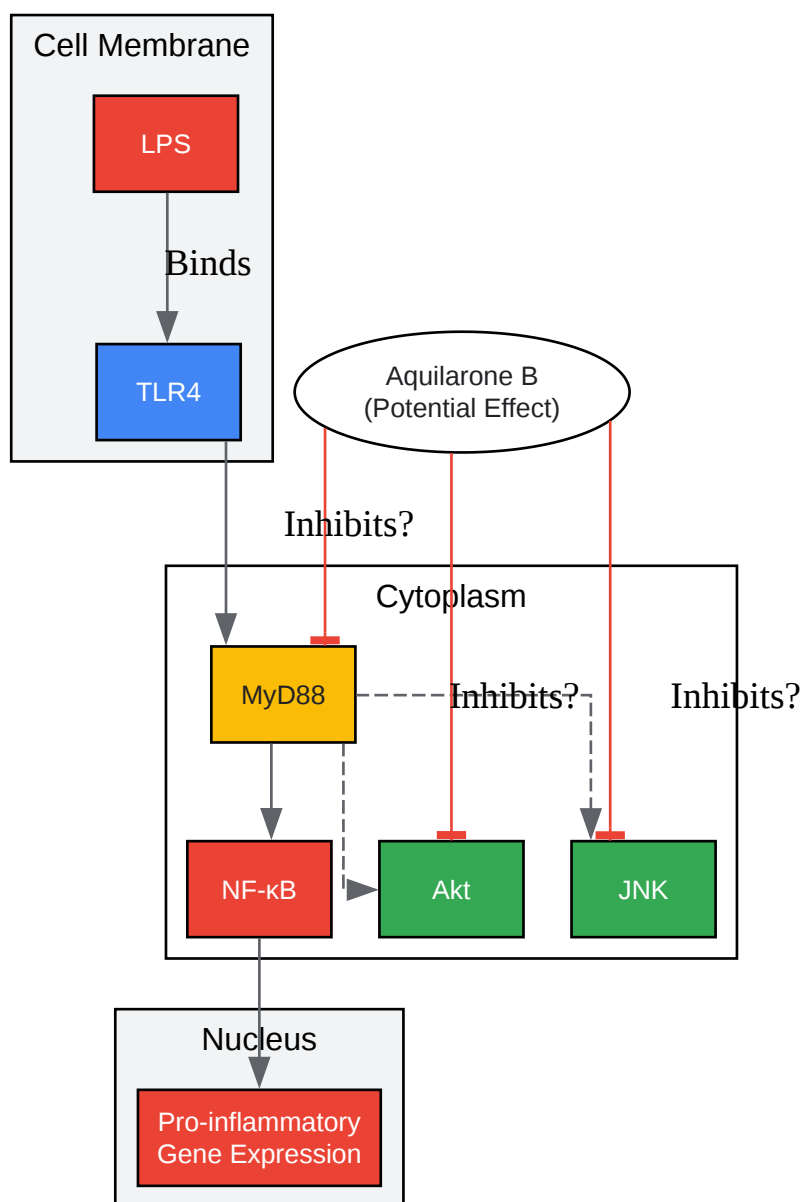 Cell Membrane
LPS
Binds
TLR4
Aquilarone B
(Potential Effect)
Inhibits?
Cytoplasm
MyD88
Inhibits?
Inhibits?
NF-κB
Akt
JNK
Nucleus
Pro-inflammatory
Gene Expression